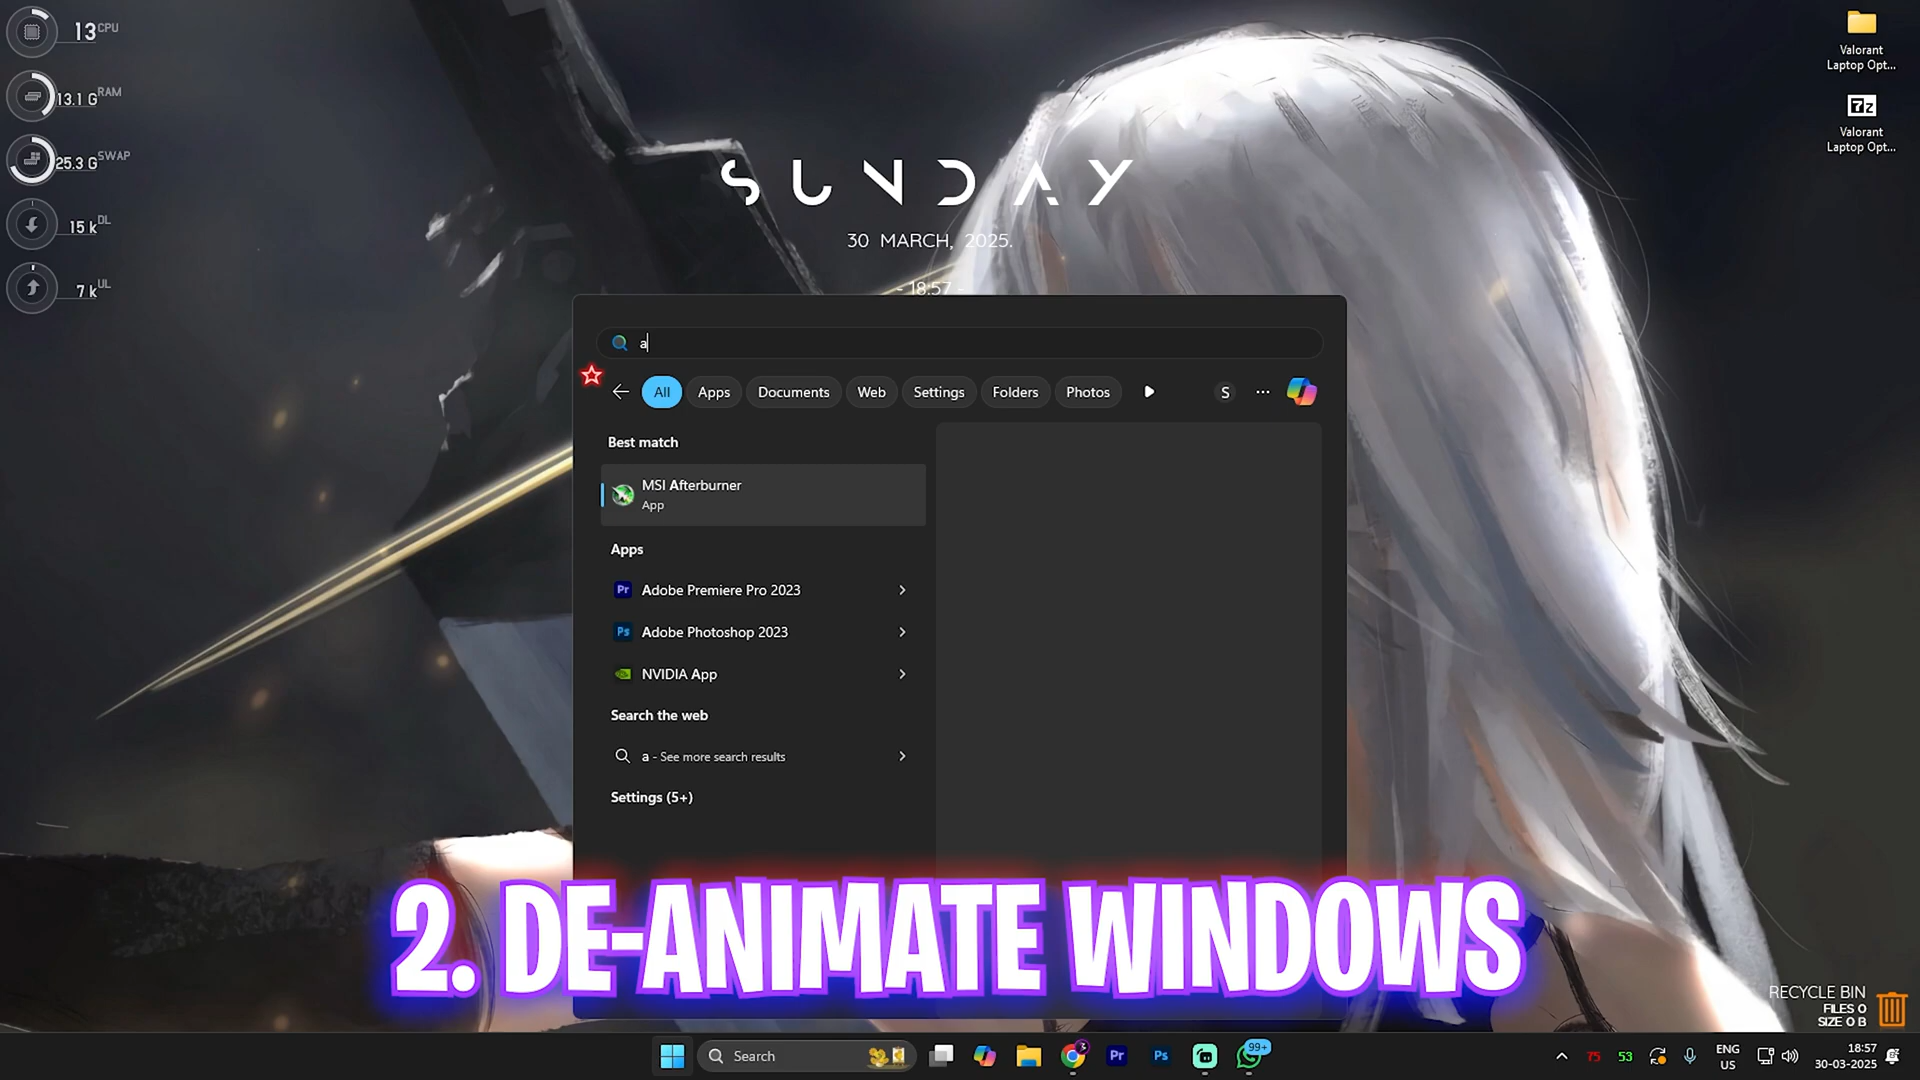 13 CPU
13.1 G RAM
25.3 G SWAP
15 k DL
7 k UL
Valorant
Laptop Opt...
7z
Valorant
Laptop Opt...
SUNDAY
30 MARCH, 2025.
- 18:57 -
a
All Apps Documents Web Settings Folders Photos S ...
Best match
MSI Afterburner
App
Apps
Pr Adobe Premiere Pro 2023
Ps Adobe Photoshop 2023
NVIDIA App
Search the web
a - See more search results
Settings (5+)
2. DE-ANIMATE WINDOWS
RECYCLE BIN
FILES 0
SIZE 0 B
Search
3
Pr
Ps
99+
75 53
ENG
US
18:57
30-03-2025